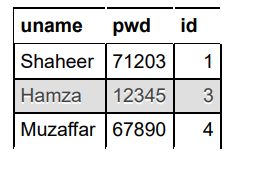 uname pwd id
Shaheer 71203 1
Hamza 12345 3
Muzaffar 67890 4